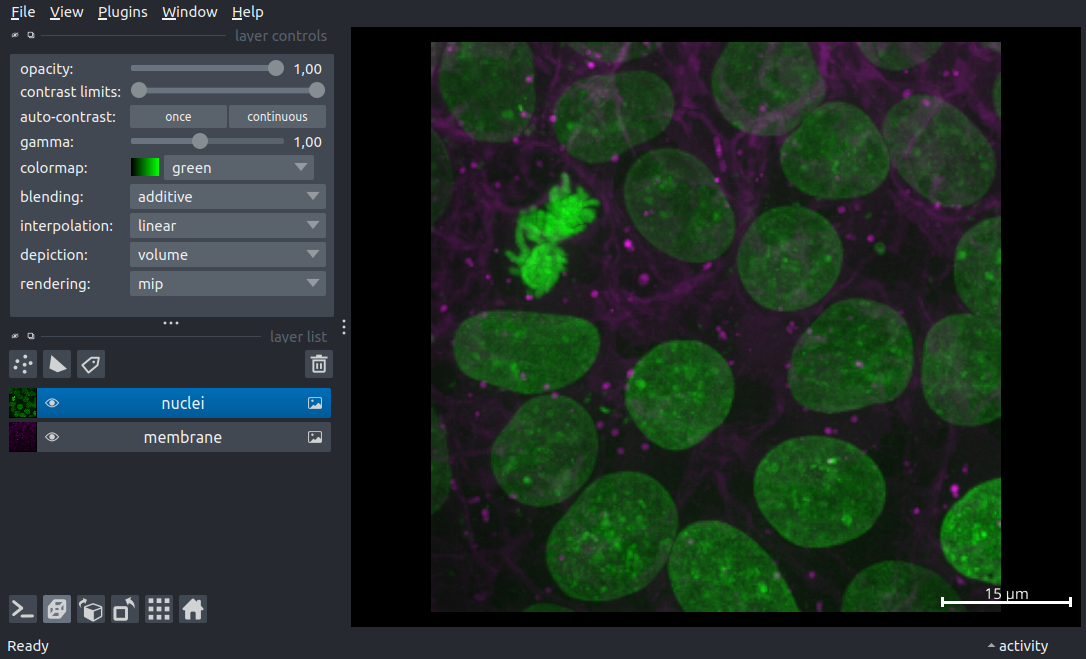 File View Plugins Window Help
layer controls
opacity: 1,00
contrast limits:
auto-contrast: once continuous
gamma: 1,00
colormap: green
blending: additive
interpolation: linear
depiction: volume
rendering: mip
layer list
nuclei
membrane
15 µm
Ready activity